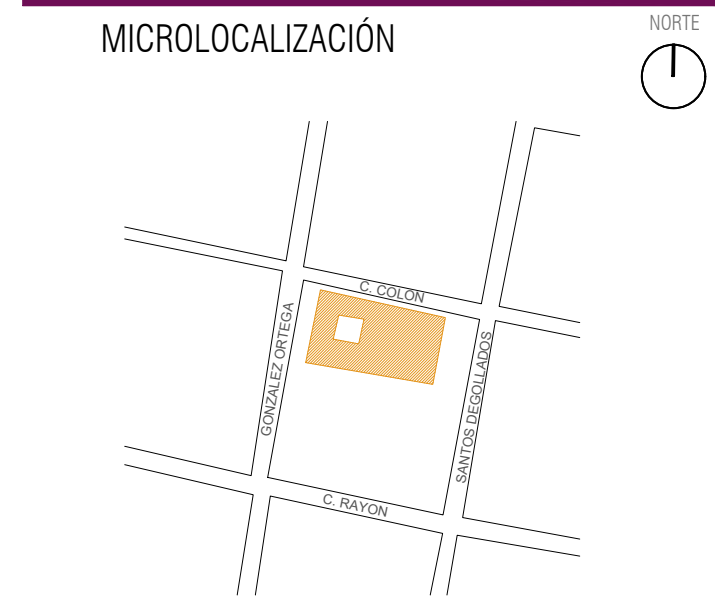 MICROLOCALIZACIÓN
NORTE
C. COLON
GONZALEZ ORTEGA
SANTOS DEGOLLADOS
C. RAYON